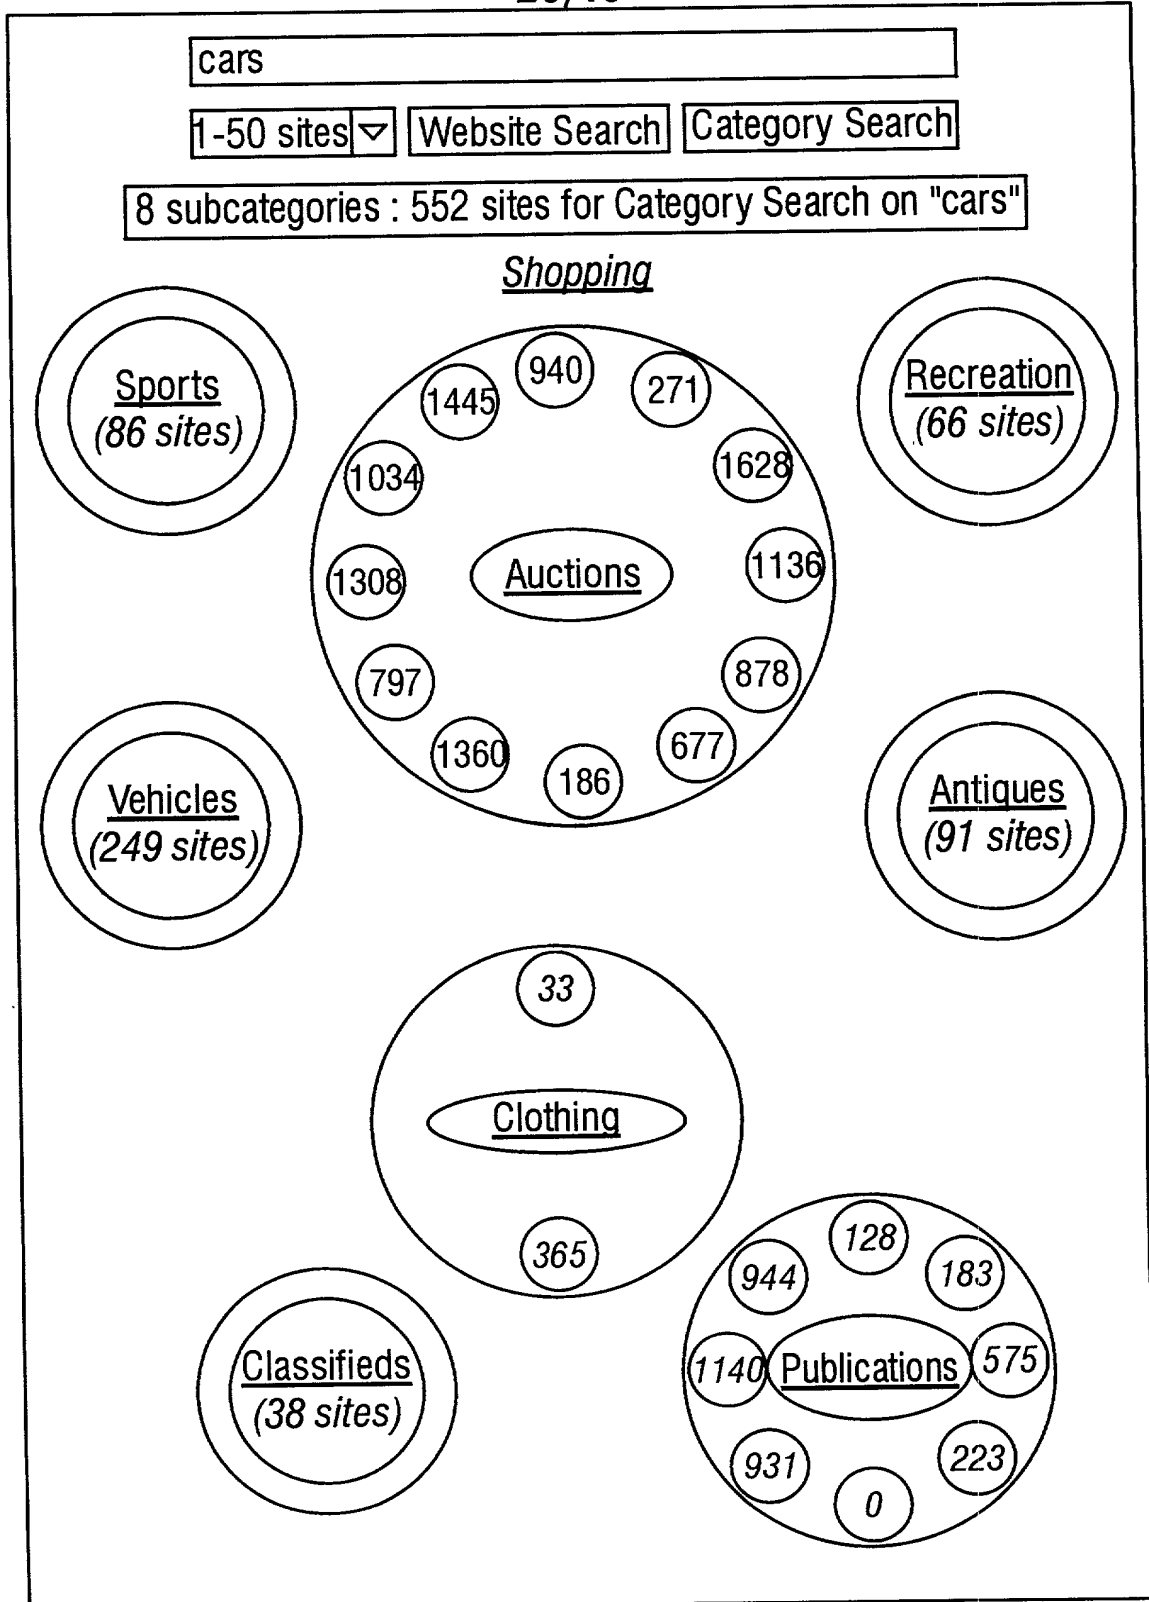 cars
1-50 sites Website Search Category Search
8 subcategories : 552 sites for Category Search on "cars"
Shopping
Sports
(86 sites)
Recreation
(66 sites)
940
271
1628
1136
878
677
186
1360
797
1308
1034
1445
Auctions
Vehicles
(249 sites)
Antiques
(91 sites)
33
Clothing
365
Classifieds
(38 sites)
128
183
575
223
0
931
1140
944
Publications